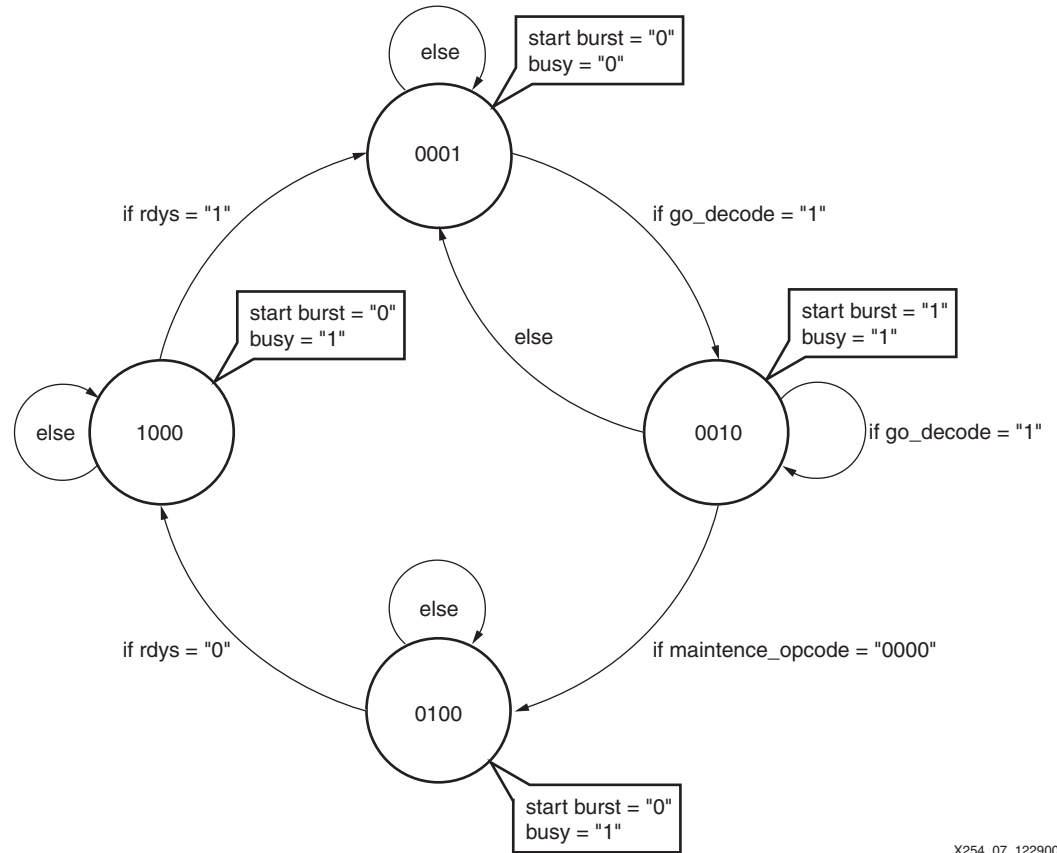 else
start burst = "0"
busy = "0"
0001
if rdys = "1"
if go_decode = "1"
start burst = "0"
busy = "1"
start burst = "1"
busy = "1"
else
else
1000
0010
if go_decode = "1"
else
if rdys = "0"
if maintence_opcode = "0000"
0100
start burst = "0"
busy = "1"
X254_07_122900